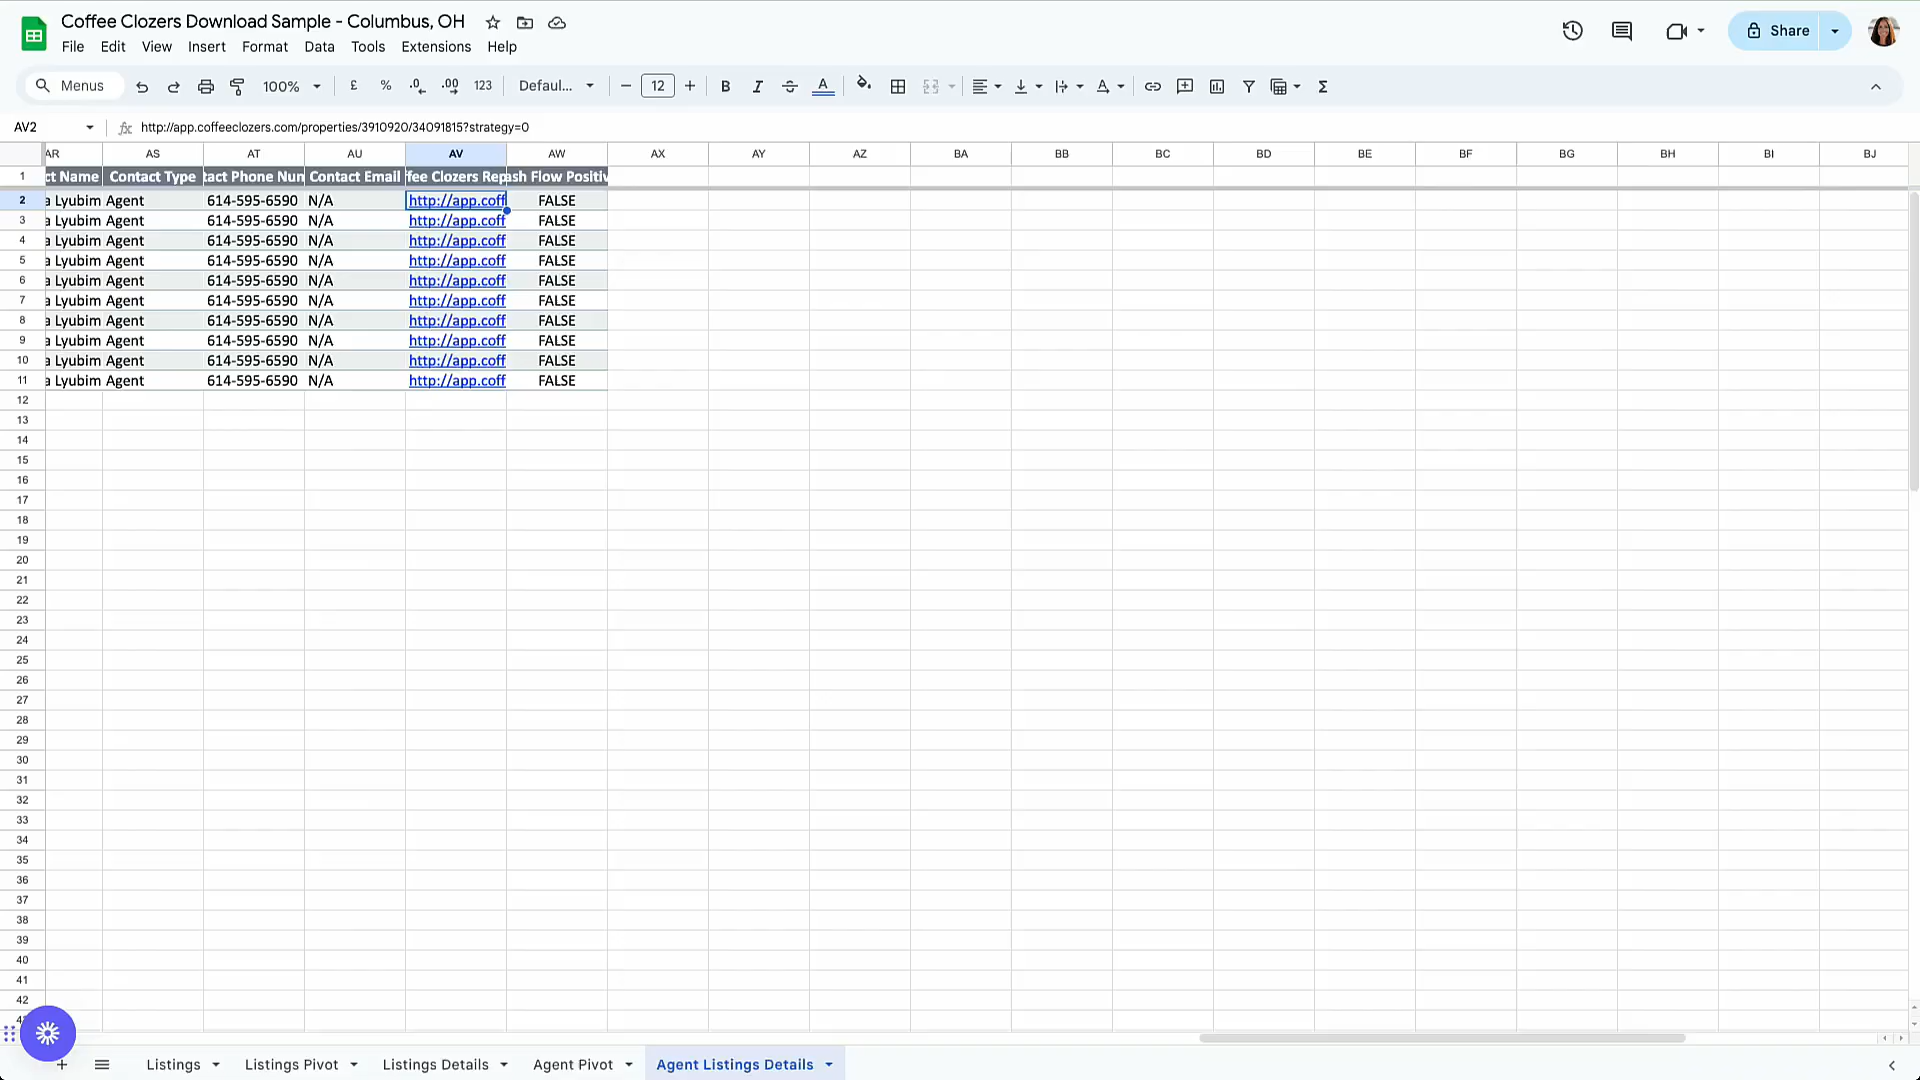 Coffee Clozers Download Sample - Columbus, OH
File Edit View Insert Format Data Tools Extensions Help
Share
Menus 100% £ % .0 .00 123 Defaul... 12 B I A A Σ
AV2 fx http://app.coffeeclozers.com/properties/3910920/34091815?strategy=0
AR AS AT AU AV AW AX AY AZ BA BB BC BD BE BF BG BH BI BJ
1 ct Name Contact Type tact Phone Num Contact Email fee Clozers Rep ash Flow Positiv
2 a Lyubim Agent 614-595-6590 N/A http://app.coff FALSE
3 a Lyubim Agent 614-595-6590 N/A http://app.coff FALSE
4 a Lyubim Agent 614-595-6590 N/A http://app.coff FALSE
5 a Lyubim Agent 614-595-6590 N/A http://app.coff FALSE
6 a Lyubim Agent 614-595-6590 N/A http://app.coff FALSE
7 a Lyubim Agent 614-595-6590 N/A http://app.coff FALSE
8 a Lyubim Agent 614-595-6590 N/A http://app.coff FALSE
9 a Lyubim Agent 614-595-6590 N/A http://app.coff FALSE
10 a Lyubim Agent 614-595-6590 N/A http://app.coff FALSE
11 a Lyubim Agent 614-595-6590 N/A http://app.coff FALSE
12
13
14
15
16
17
18
19
20
21
22
23
24
25
26
27
28
29
30
31
32
33
34
35
36
37
38
39
40
41
42
Listings Listings Pivot Listings Details Agent Pivot Agent Listings Details